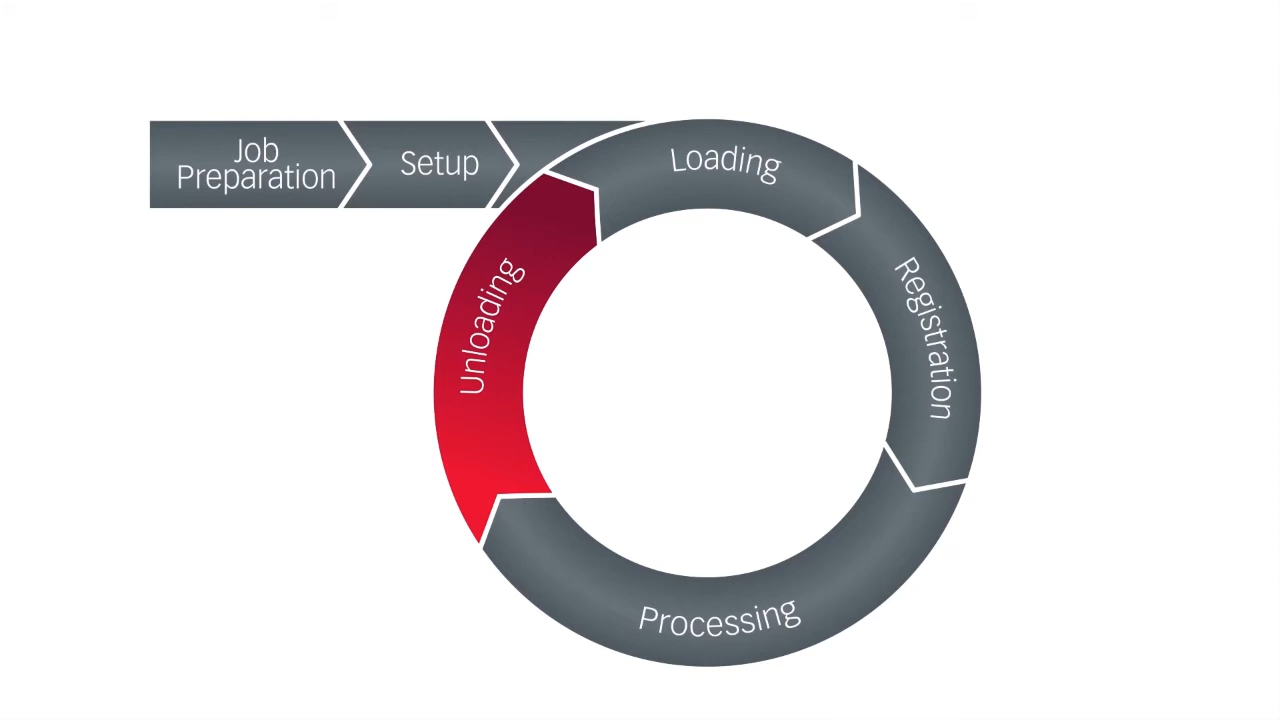 Job
Preparation
Setup
Loading
Registration
Processing
Unloading